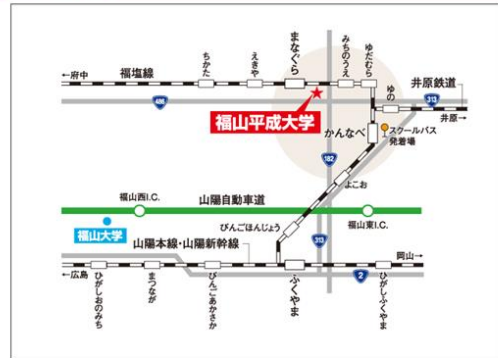 まなぐら
みちのうえ
ゆだむら
ちかた
えきや
福塩線
←府中
井原鉄道
486
313
ゆの
福山平成大学
かんなべ
井原→
スクールバス
発着場
182
よこお
福山西I.C.
山陽自動車道
福山大学
福山東I.C.
びんごほんじょう
313
山陽本線・山陽新幹線
岡山→
←広島
2
ひがしおのみち
まつなが
びんごあかさか
ふくやま
ひがしふくやま